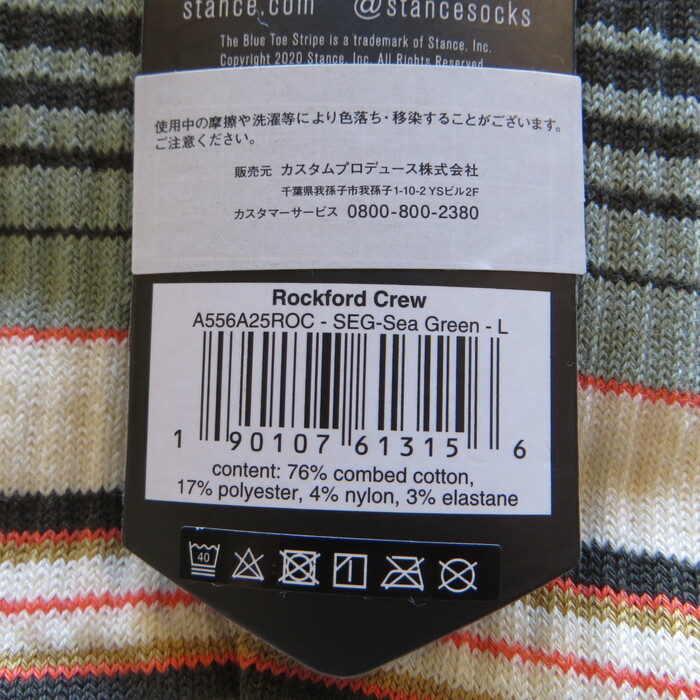 stance.com @stancesocks
The Blue Toe Stripe is a trademark of Stance, Inc.
Copyright 2020 Stance, Inc. All Rights Reserved
使用中の摩擦や洗濯等により色落ち・移染することがございます。
ご注意ください。
販売元 カスタムプロデュース株式会社
千葉県我孫子市我孫子1-10-2 YSビル2F
カスタマーサービス 0800-800-2380
Rockford Crew
A556A25ROC - SEG-Sea Green - L
1 90107 61315 6
content: 76% combed cotton,
17% polyester, 4% nylon, 3% elastane
40